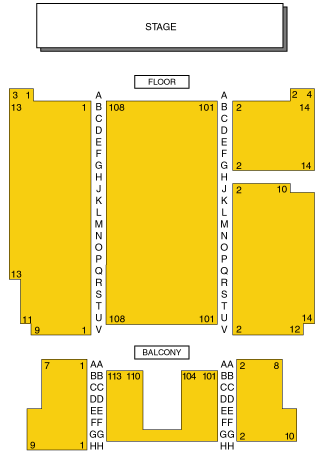 STAGE
FLOOR
3 1 A A 2 4
13 1 B 108 101 B 2 14
C C
D D
E E
F F
G G 2 14
H H
J J 2 10
K K
L L
M M
N N
O O
P P
13 Q Q
R R
S S
T T
11 U 108 101 U 14
9 1 V V 2 12
BALCONY
7 1 AA AA 2 8
BB 113 110 104 101 BB
CC CC
DD DD
EE EE
FF FF
GG GG 2 10
9 1 HH HH